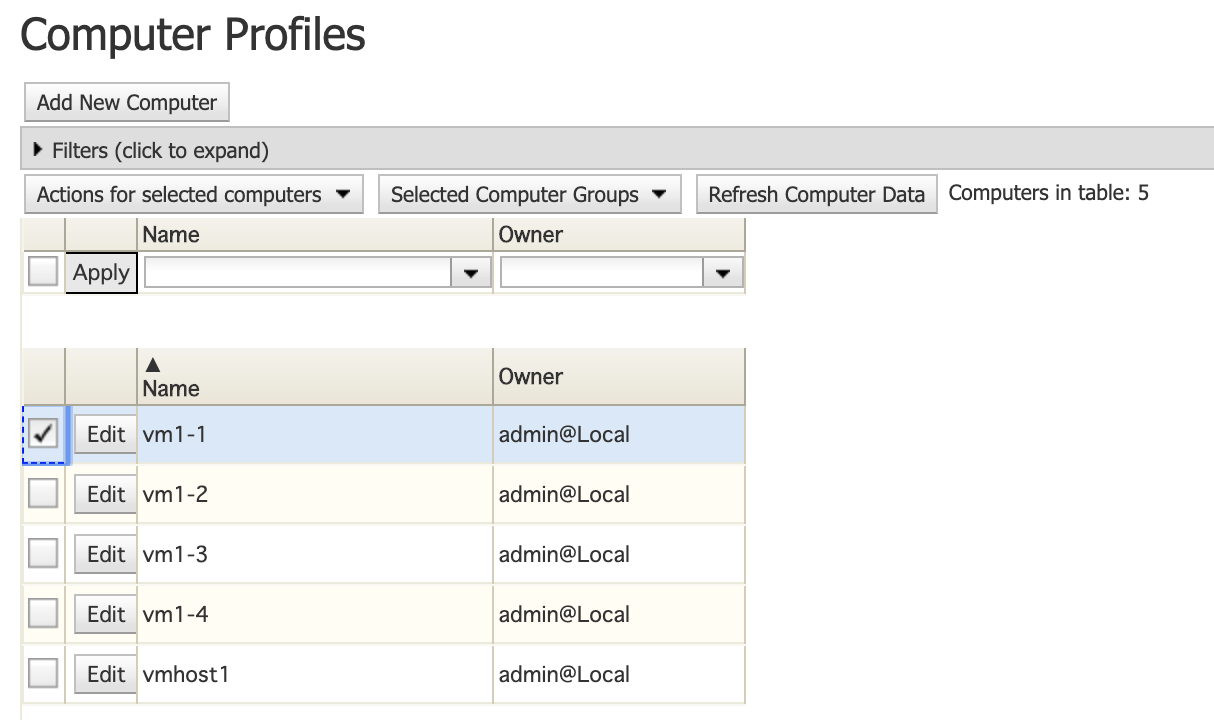 Computer Profiles
Add New Computer
Filters (click to expand)
Actions for selected computers Selected Computer Groups Refresh Computer Data Computers in table: 5
Name Owner
Apply
Name Owner
Edit vm1-1 admin@Local
Edit vm1-2 admin@Local
Edit vm1-3 admin@Local
Edit vm1-4 admin@Local
Edit vmhost1 admin@Local